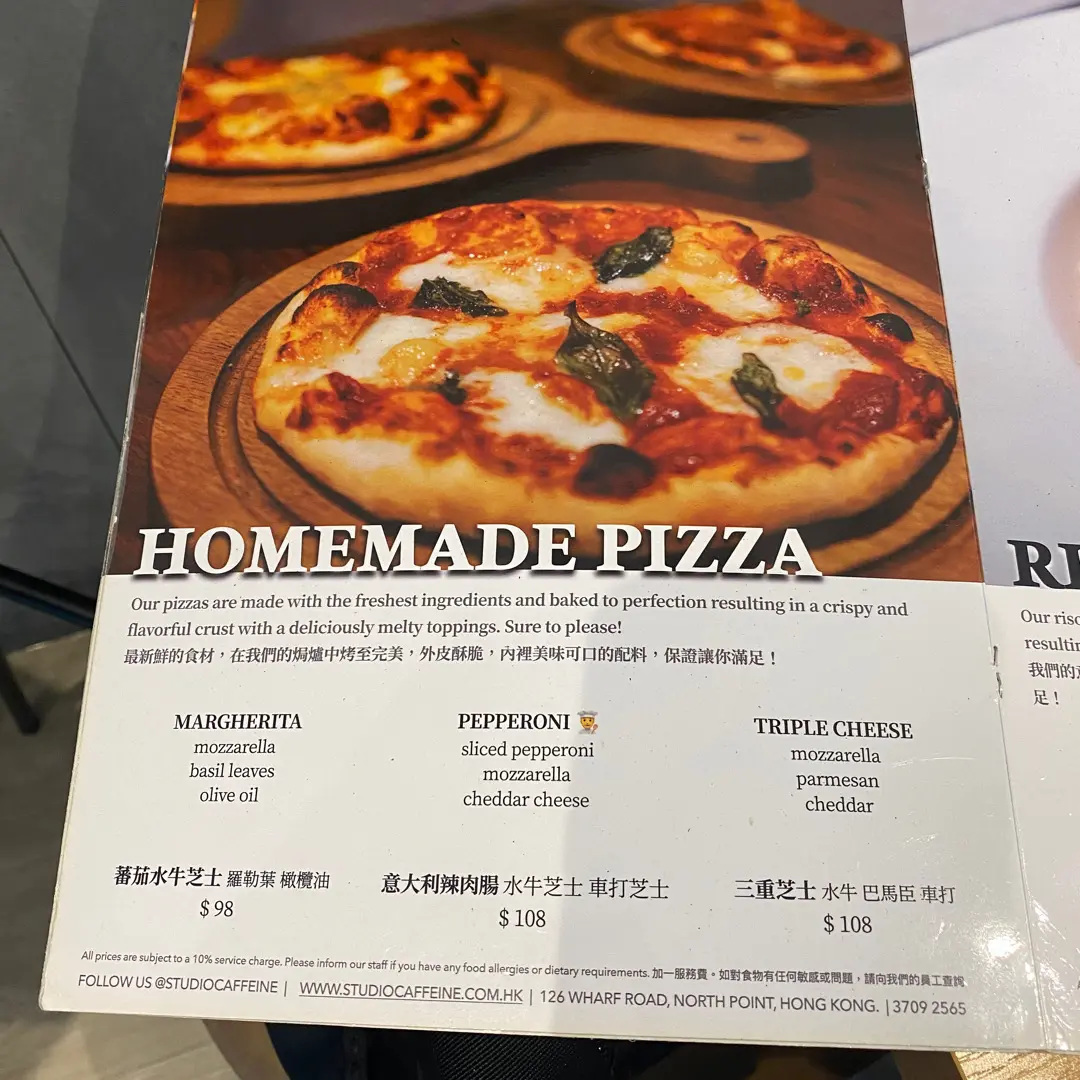 HOMEMADE PIZZA
Our pizzas are made with the freshest ingredients and baked to perfection resulting in a crispy and
flavorful crust with a deliciously melty toppings. Sure to please!
最新鮮的食材，在我們的焗爐中烤至完美，外皮酥脆，內裡美味可口的配料，保證讓你滿足！
MARGHERITA
mozzarella
basil leaves
olive oil
蕃茄水牛芝士 羅勒葉 橄欖油
$ 98
PEPPERONI
sliced pepperoni
mozzarella
cheddar cheese
意大利辣肉腸 水牛芝士 車打芝士
$ 108
TRIPLE CHEESE
mozzarella
parmesan
cheddar
三重芝士 水牛 巴馬臣 車打
$ 108
All prices are subject to a 10% service charge. Please inform our staff if you have any food allergies or dietary requirements. 加一服務費。如對食物有任何敏感或問題，請向我們的員工查詢
FOLLOW US @STUDIOCAFFEINE | WWW.STUDIOCAFFEINE.COM.HK | 126 WHARF ROAD, NORTH POINT, HONG KONG. | 3709 2565
Our
resulting
我們的
足！